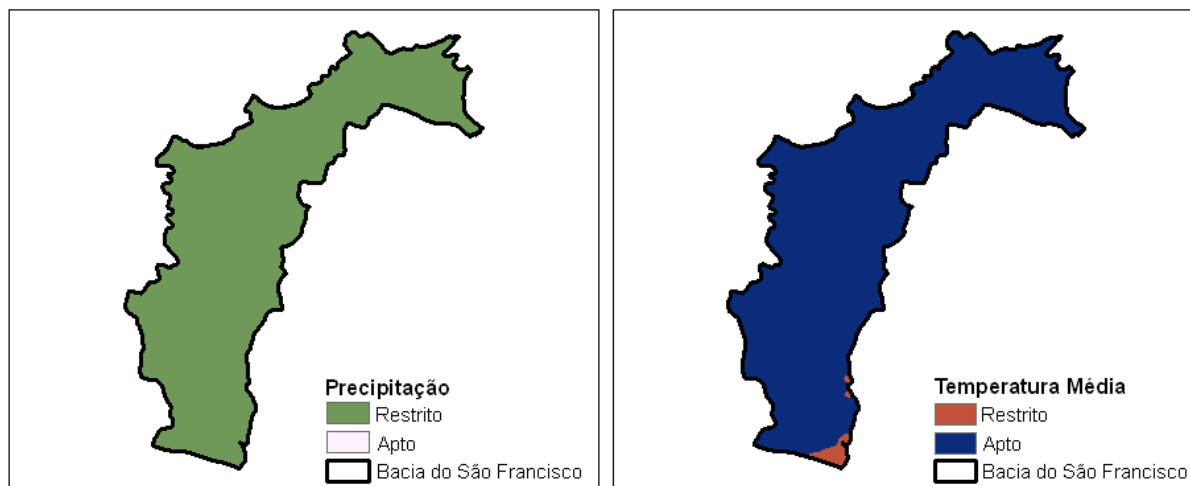 Precipitação
Restrito
Apto
Bacia do São Francisco
Temperatura Média
Restrito
Apto
Bacia do São Francisco